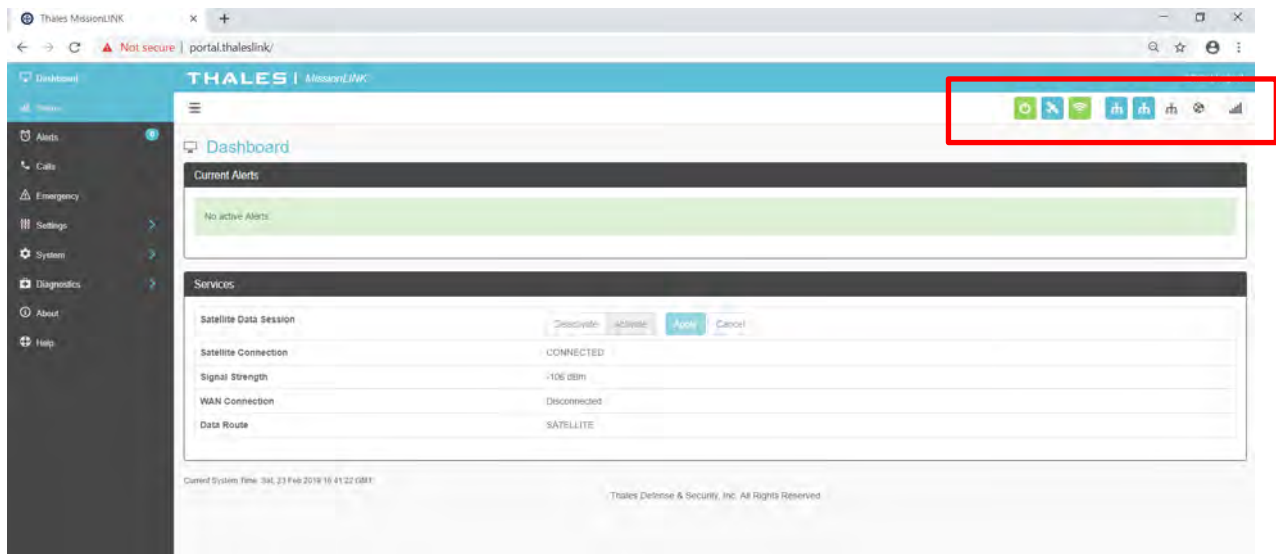 Thales MissionLINK
Not secure | portal.thaleslink/
Dashboard
THALES | MissionLINK
Status
Alerts 0
Calls
Dashboard
Current Alerts
Emergency
No active Alerts
Settings
System
Diagnostics
Services
About
Satellite Data Session Deactivate Activate Apply Cancel
Help
Satellite Connection CONNECTED
Signal Strength -106 dBm
WAN Connection Disconnected
Data Route SATELLITE
Current System Time: Sat, 23 Feb 2019 16:41:22 GMT
Thales Defense & Security, Inc. All Rights Reserved